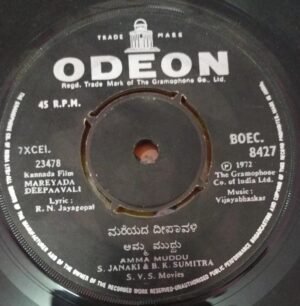 TRADE MARK
ODEON
Regd. Trade Mark of The Gramophone Co., Ltd.
45 R.P.M.
7XCEI.
23478
Kannada Film
MAREYADA
DEEPAAVALI
Lyric :
R. N. Jayagopal
BOEC.
8427
℗ 1972
The Gramophone
Co. of India Ltd.
Music :
Vijayabhaskar
ಮರೆಯದ ದೀಪಾವಳಿ
ಅಮ್ಮ ಮುದ್ದು
AMMA MUDDU
S. JANAKI & B. K. SUMITRA
S. V. S. Movies